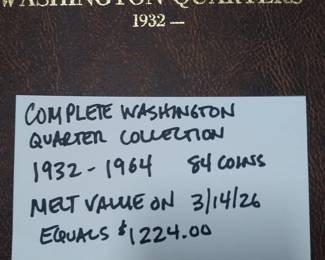 WASHINGTON QUARTERS
1932 —
COMPLETE WASHINGTON
QUARTER COLLECTION
1932 - 1964 84 COINS
MELT VALUE ON 3/14/26
EQUALS $1224.00